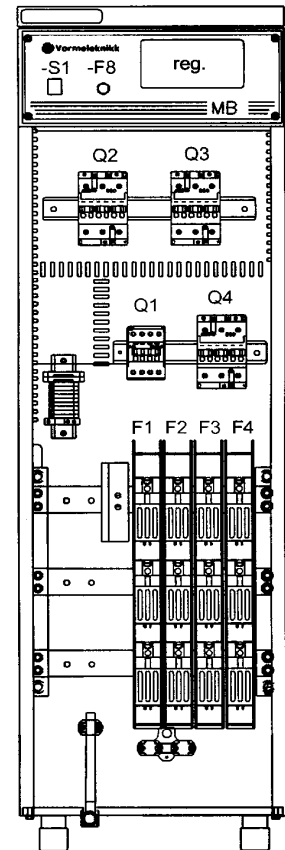 Varmeteknikk
-S1 -F8 reg.
MB
Q2 Q3
Q1 Q4
F1 F2 F3 F4